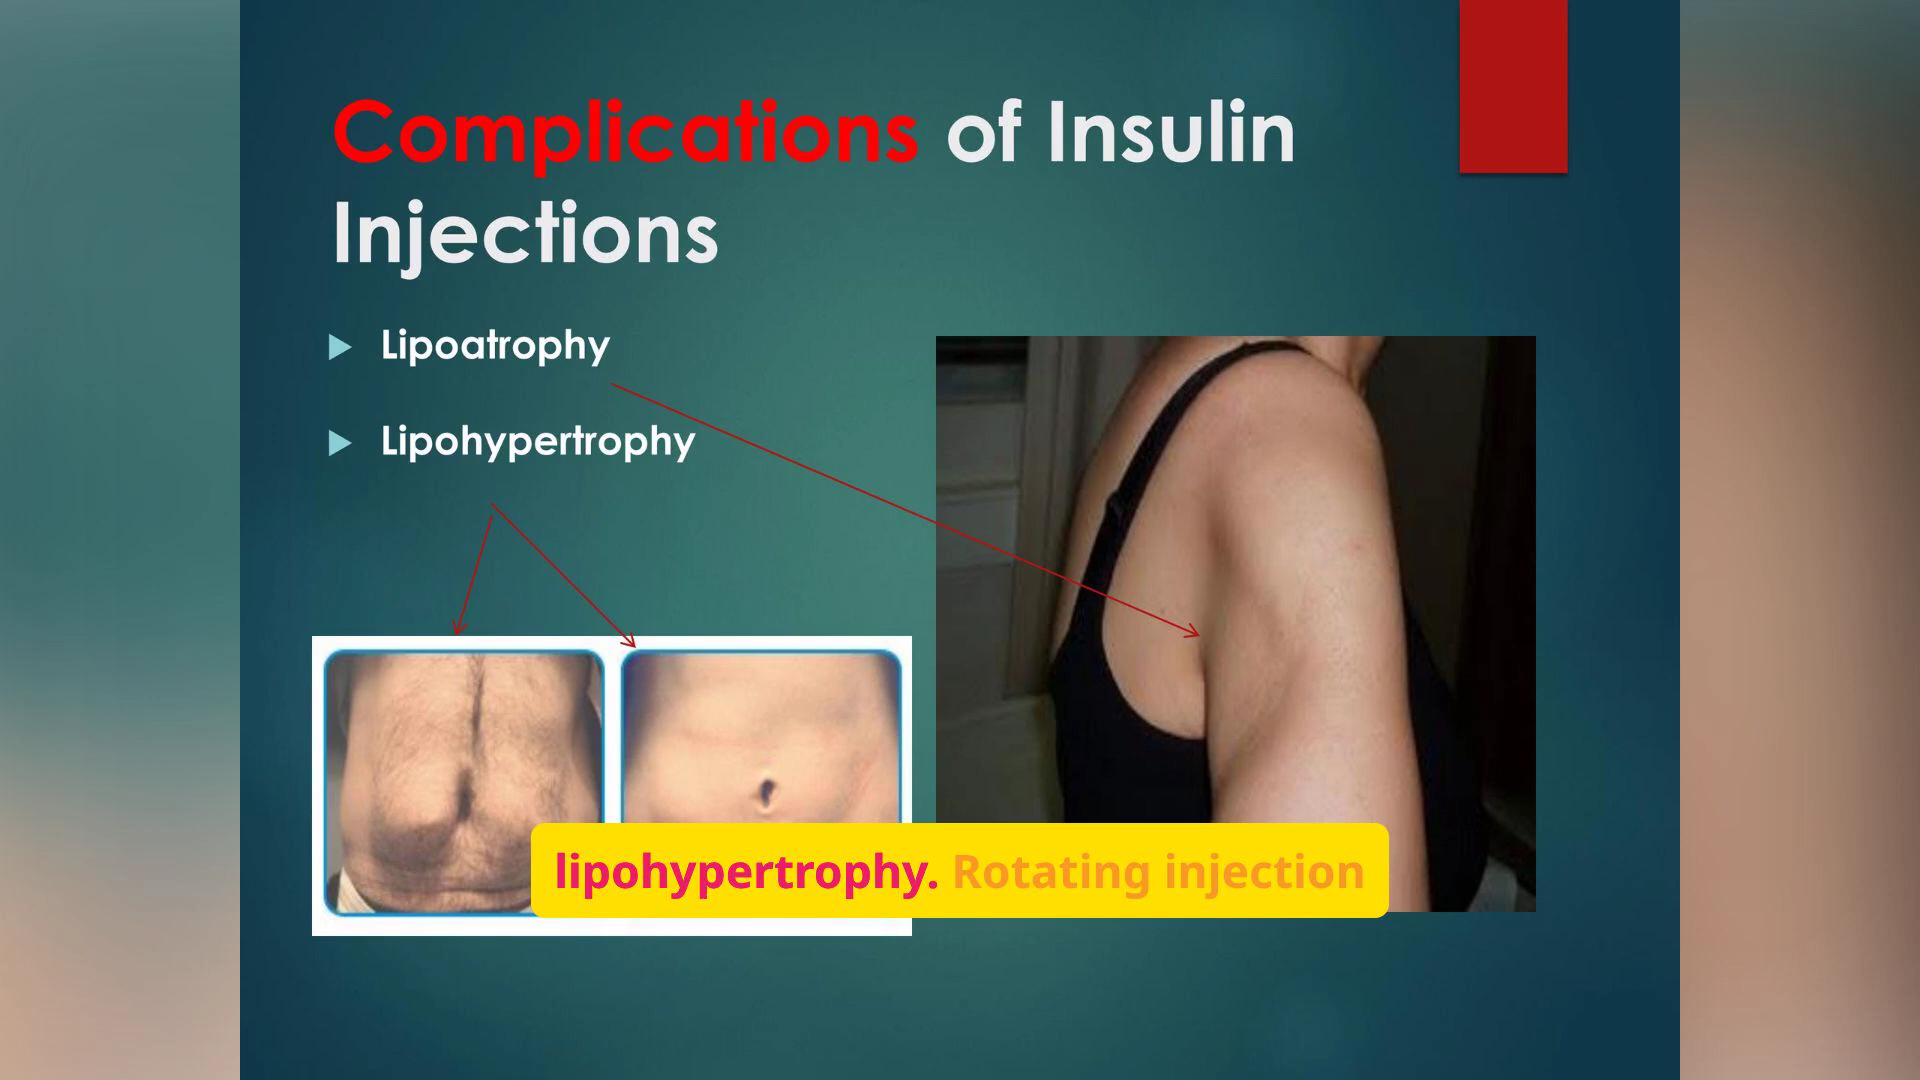 Complications of Insulin
Injections
Lipoatrophy
Lipohypertrophy
lipohypertrophy. Rotating injection